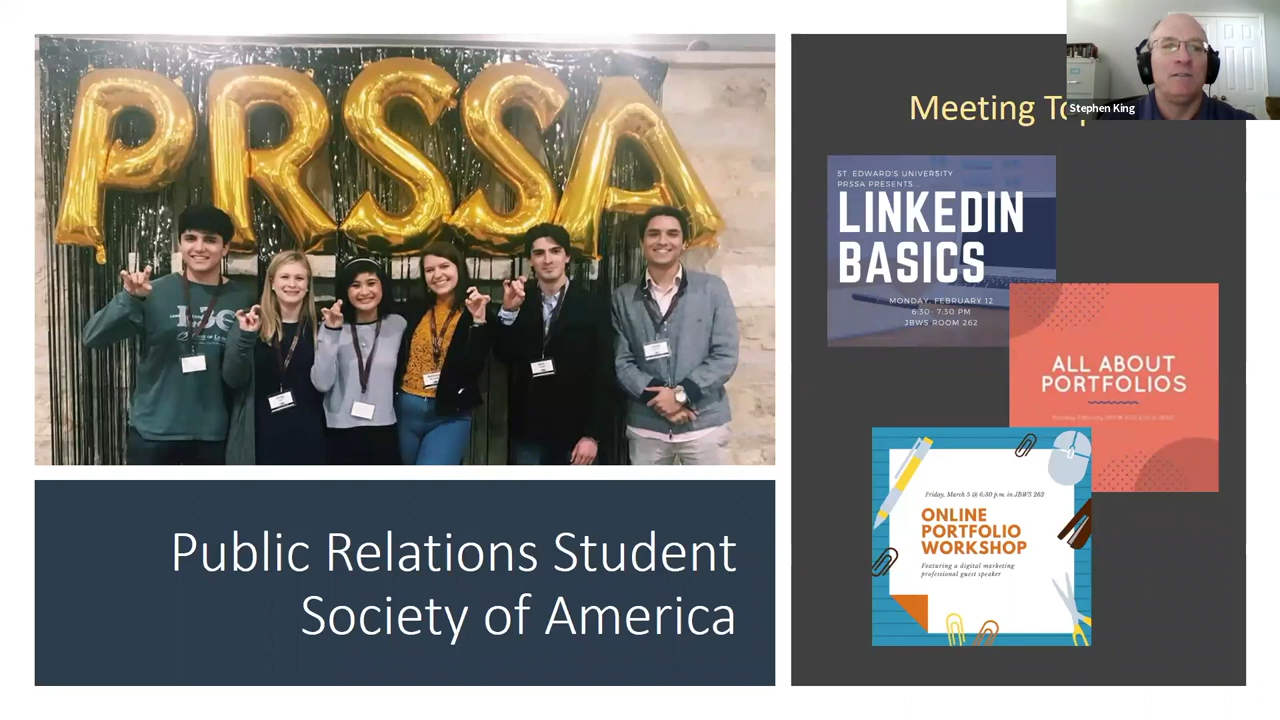 PRSSA
Public Relations Student
Society of America
Meeting
Stephen King
ST. EDWARD'S UNIVERSITY
PRSSA PRESENTS...
LINKEDIN
BASICS
MONDAY, FEBRUARY 12
6:30- 7:30 PM
JBWS ROOM 262
ALL ABOUT
PORTFOLIOS
Friday, March 5 @ 6:30 p.m. in JBWS 262
ONLINE
PORTFOLIO
WORKSHOP
Featuring a digital marketing
professional guest speaker